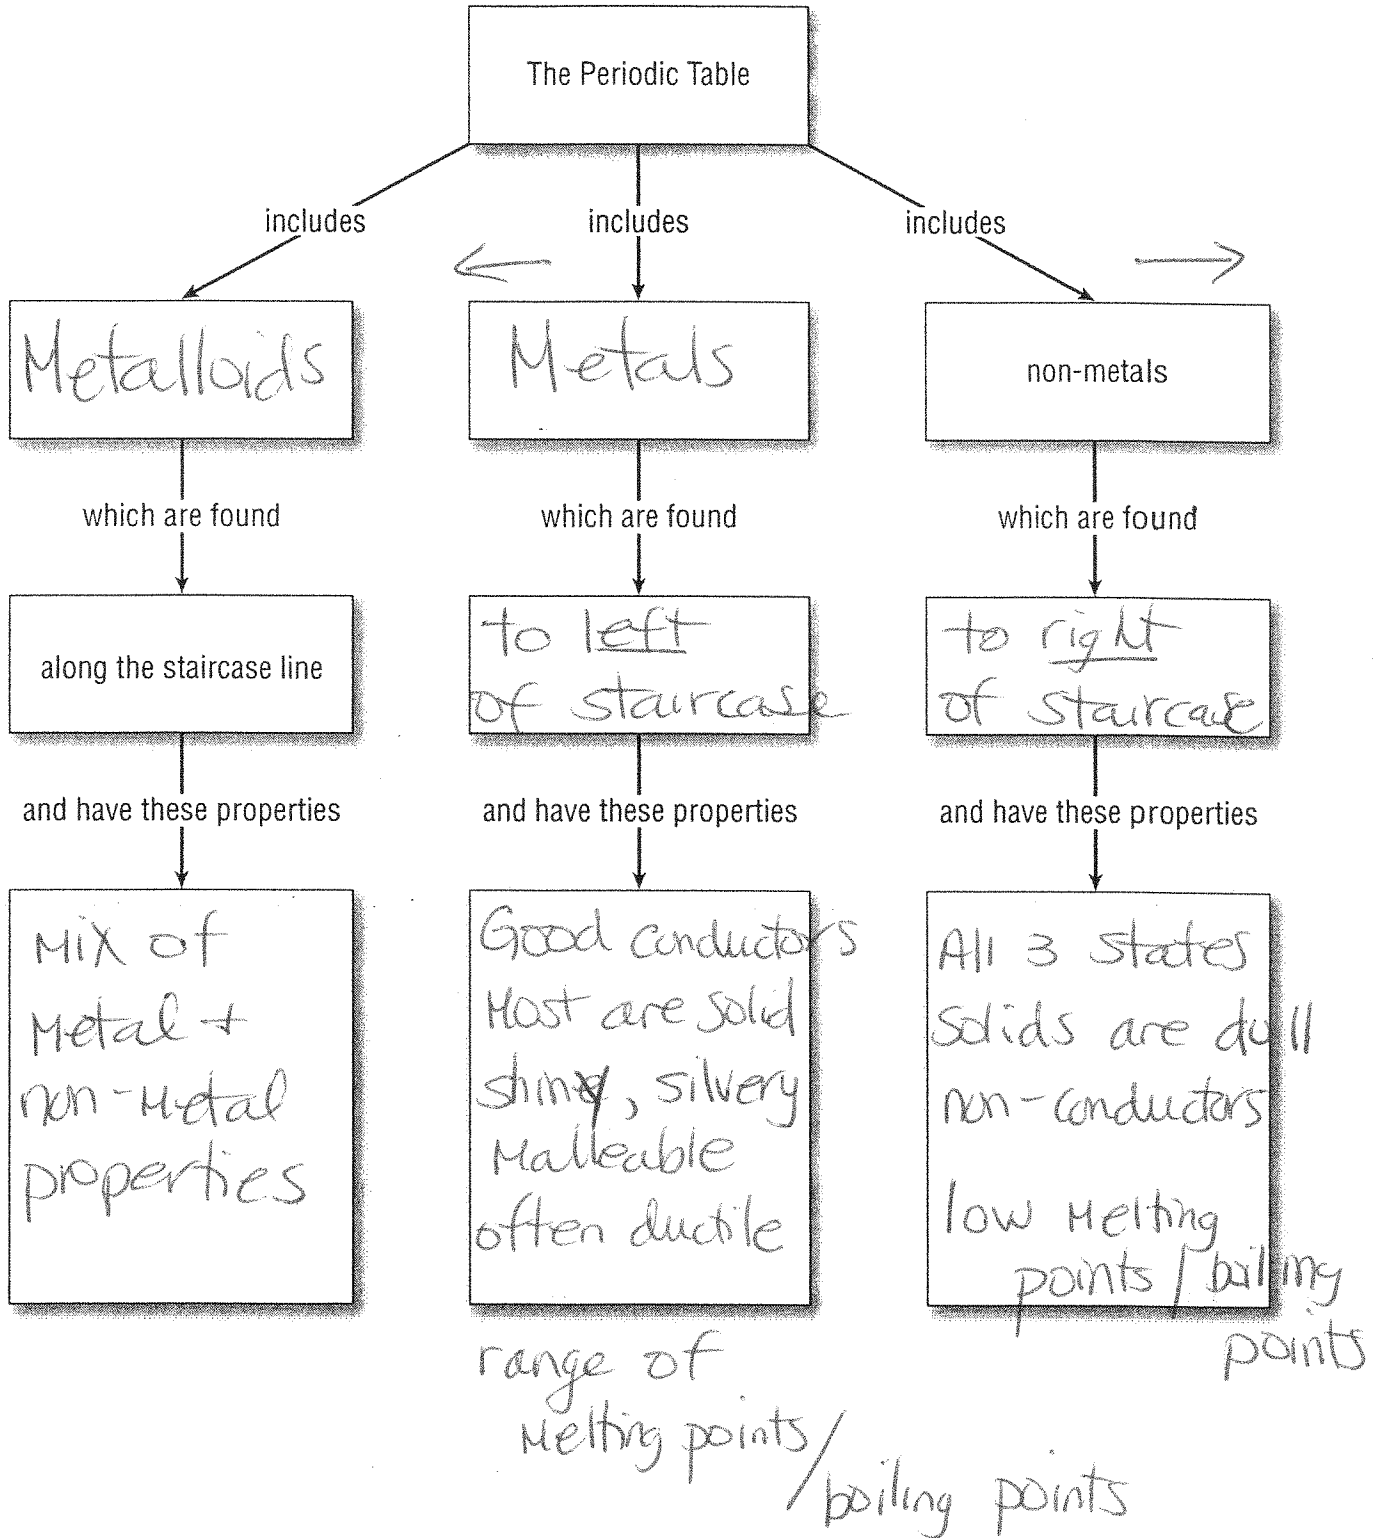 The Periodic Table
includes
includes
includes
Metalloids
Metals
non-metals
which are found
which are found
which are found
along the staircase line
to left
of staircase
to right
of staircase
and have these properties
and have these properties
and have these properties
Mix of
Metal +
non-Metal
properties
Good conductors
Most are solid
shiny, silvery
Malleable
often ductile
range of
Melting points/
boiling points
All 3 states
Solids are dull
non-conductors
low Melting
points / boiling
points